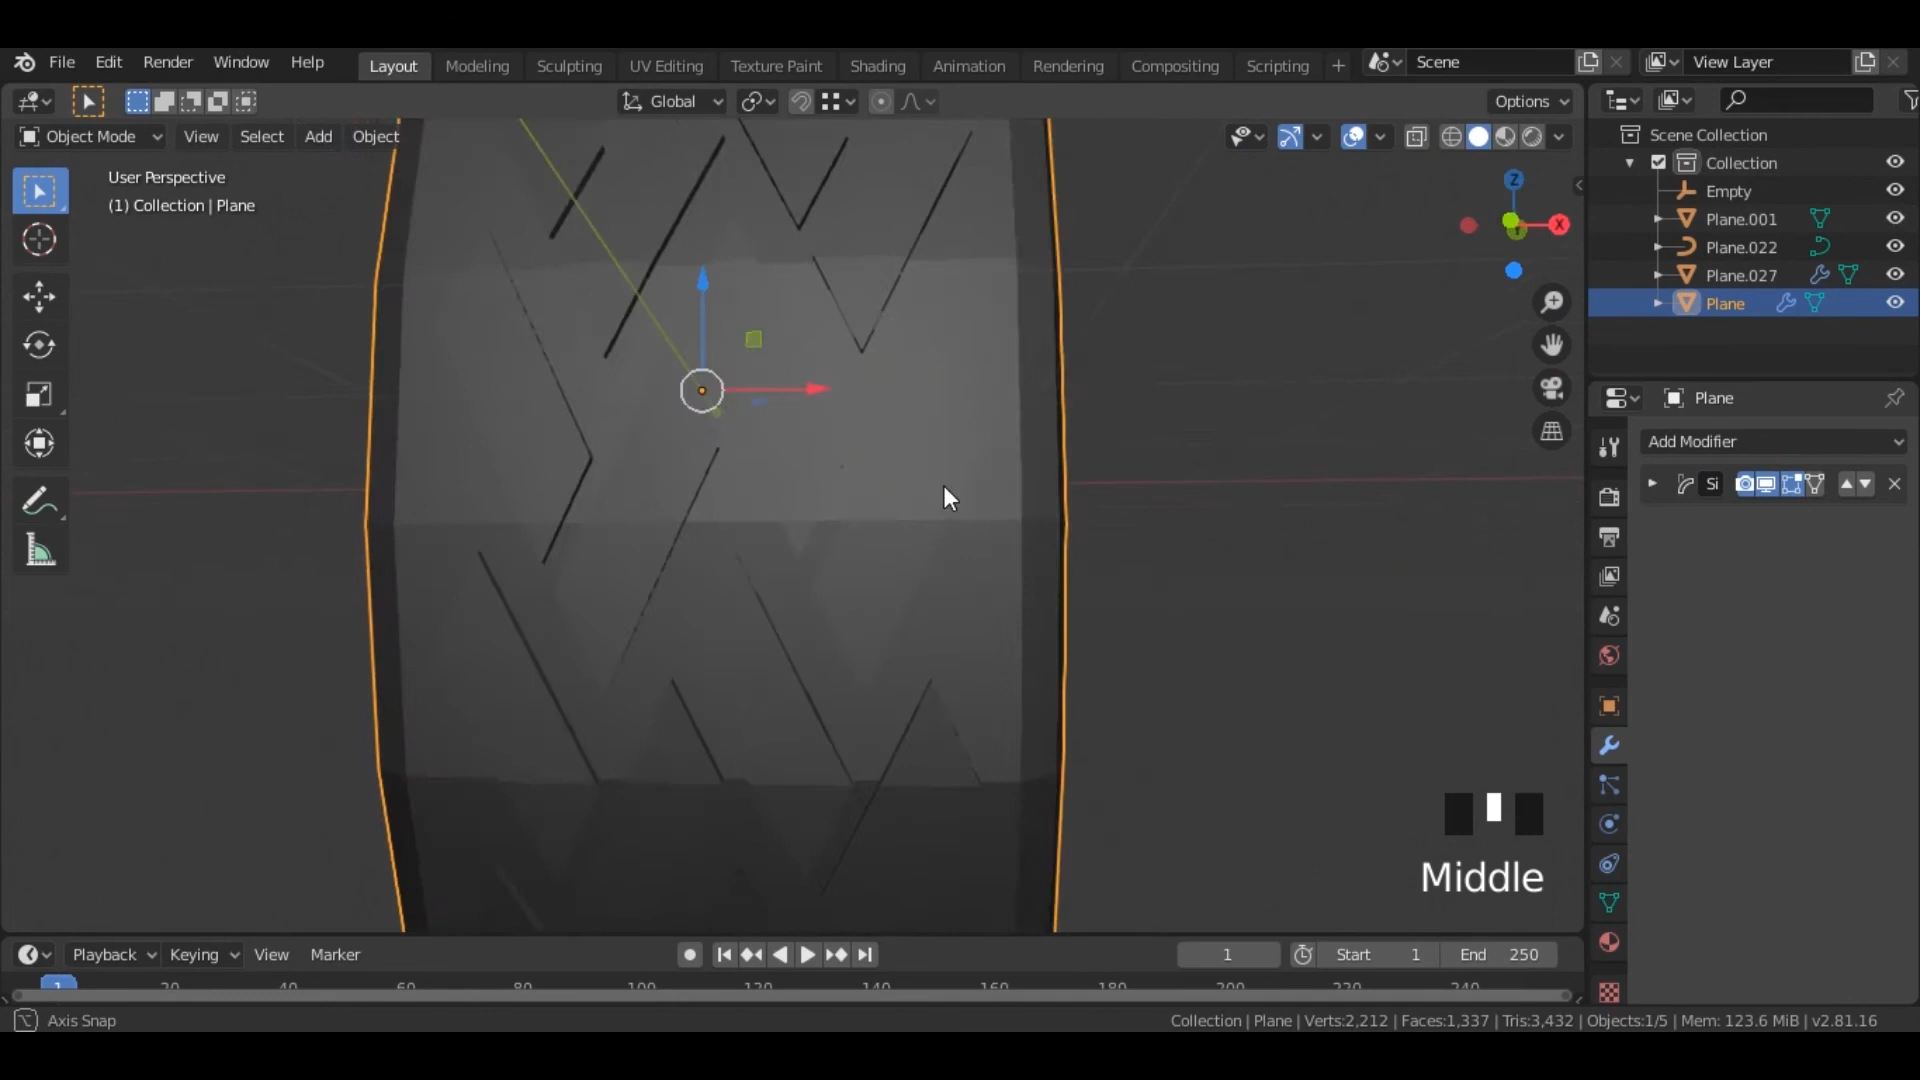 File Edit Render Window Help Layout Modeling Sculpting UV Editing Texture Paint Shading Animation Rendering Compositing Scripting + Scene View Layer
Global Options
Object Mode View Select Add Object
Scene Collection
Collection
Empty
Plane.001
Plane.022
Plane.027
Plane
User Perspective
(1) Collection | Plane
Z
X
Plane
Add Modifier
Si
Middle
Playback Keying View Marker 1 Start 1 End 250
1 20 40 60 80 100 120 140 160 180 200 220 240
Axis Snap
Collection | Plane | Verts:2,212 | Faces:1,337 | Tris:3,432 | Objects:1/5 | Mem: 123.6 MiB | v2.81.16